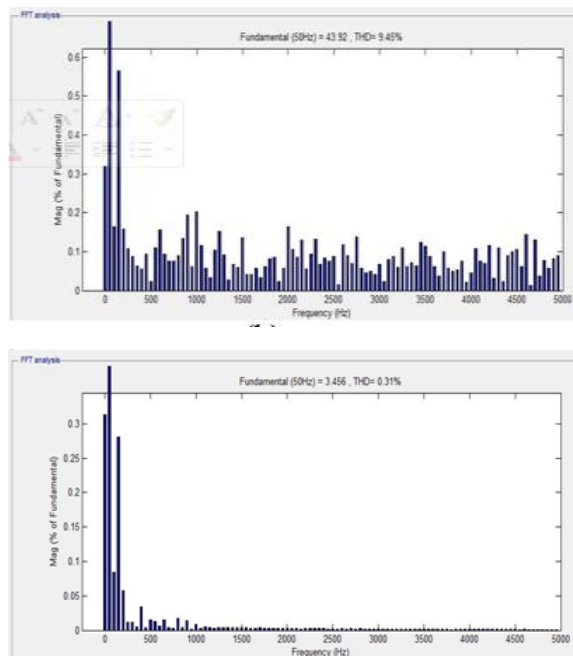 FFT analysis
Fundamental (50Hz) = 43.92 , THD= 9.45%
Mag (% of Fundamental)
0.6
0.5
0.4
0.3
0.2
0.1
0
0 500 1000 1500 2000 2500 3000 3500 4000 4500 5000
Frequency (Hz)
FFT analysis
Fundamental (50Hz) = 3.456 , THD= 0.31%
Mag (% of Fundamental)
0.3
0.25
0.2
0.15
0.1
0.05
0
0 500 1000 1500 2000 2500 3000 3500 4000 4500 5000
Frequency (Hz)